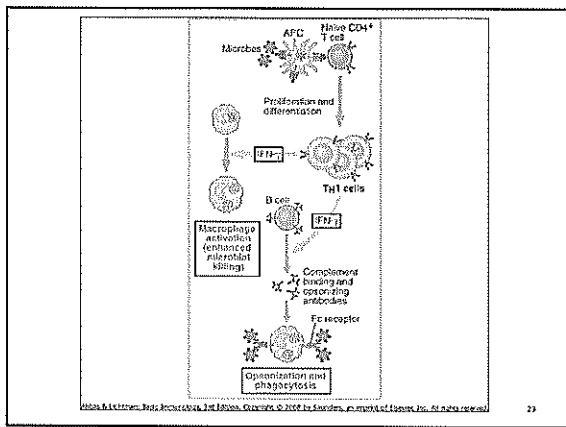 Naive CD4+
T cell
APC
Microbes
Proliferation and
differentiation
IFN-γ
TH1 cells
B cell
IFN-γ
Macrophage
activation
(enhanced
microbial
killing)
Complement
binding and
opsonizing
antibodies
Fc receptor
Opsonization and
phagocytosis
Abbas & Lichtman: Basic Immunology, 3rd Edition. Copyright © 2008 by Saunders, an imprint of Elsevier, Inc. All rights reserved.